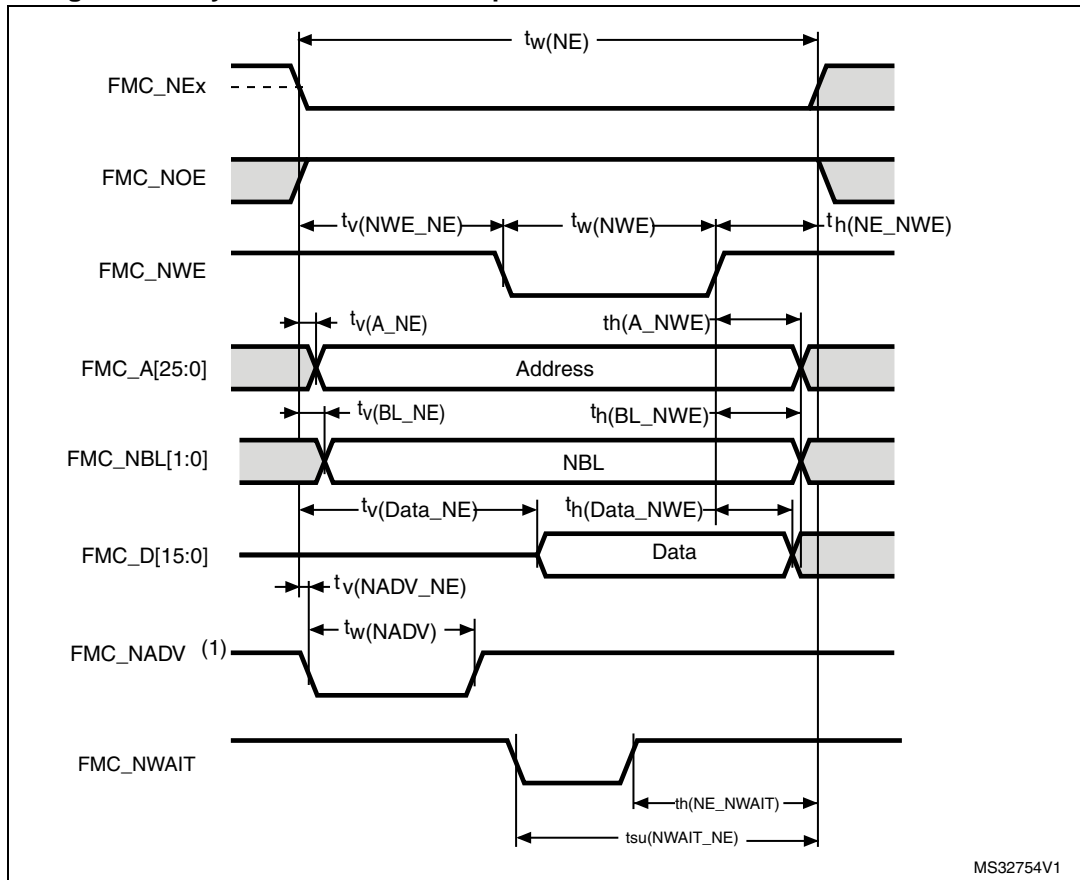 tw(NE)
FMC_NEx
FMC_NOE
tv(NWE_NE)
tw(NWE)
th(NE_NWE)
FMC_NWE
tv(A_NE)
th(A_NWE)
FMC_A[25:0]
Address
tv(BL_NE)
th(BL_NWE)
FMC_NBL[1:0]
NBL
tv(Data_NE)
th(Data_NWE)
FMC_D[15:0]
Data
tv(NADV_NE)
tw(NADV)
FMC_NADV (1)
FMC_NWAIT
th(NE_NWAIT)
tsu(NWAIT_NE)
MS32754V1